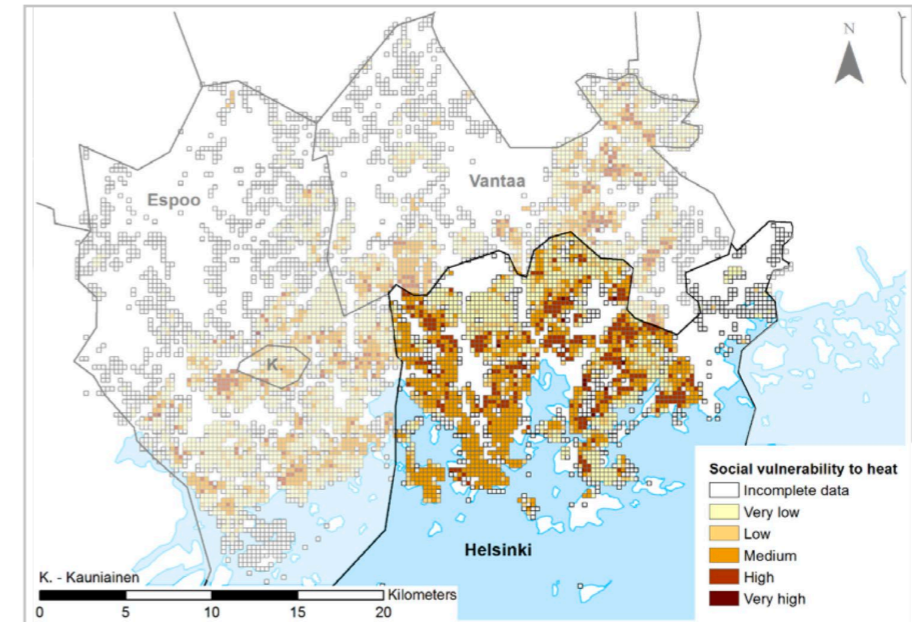 N
Espoo
Vantaa
K.
Helsinki
Social vulnerability to heat
Incomplete data
Very low
Low
Medium
High
Very high
K. - Kauniainen
Kilometers
0 5 10 15 20